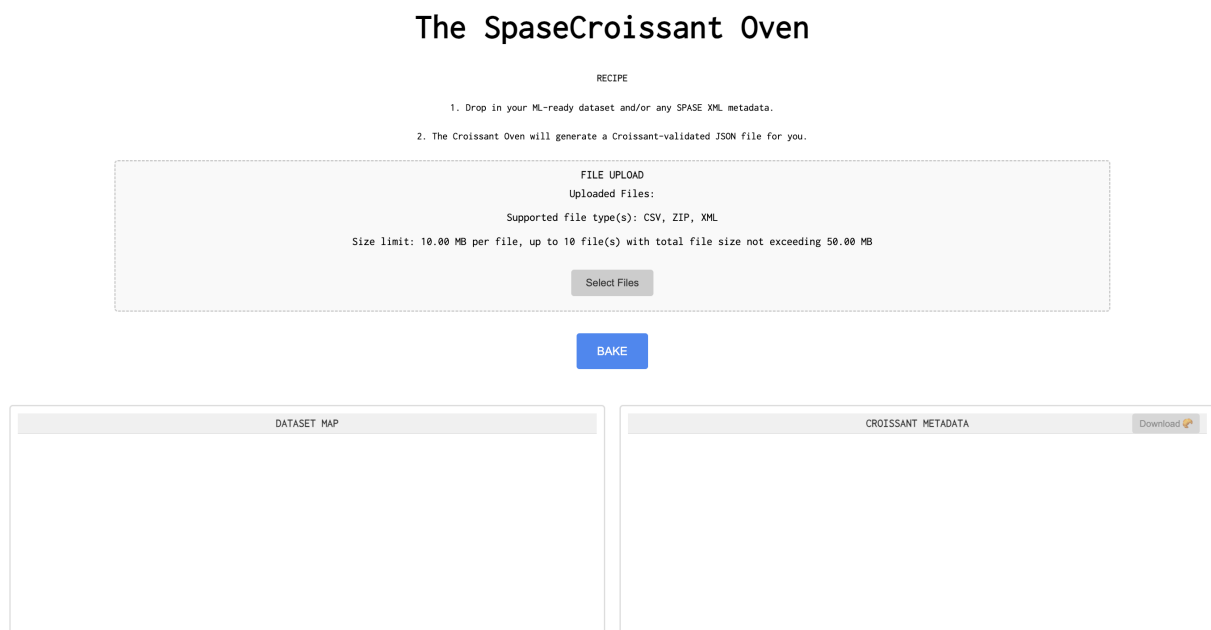 The SpaseCroissant Oven
RECIPE
1. Drop in your ML-ready dataset and/or any SPASE XML metadata.
2. The Croissant Oven will generate a Croissant-validated JSON file for you.
FILE UPLOAD
Uploaded Files:
Supported file type(s): CSV, ZIP, XML
Size limit: 10.00 MB per file, up to 10 file(s) with total file size not exceeding 50.00 MB
Select Files
BAKE
DATASET MAP
CROISSANT METADATA
Download 🥐